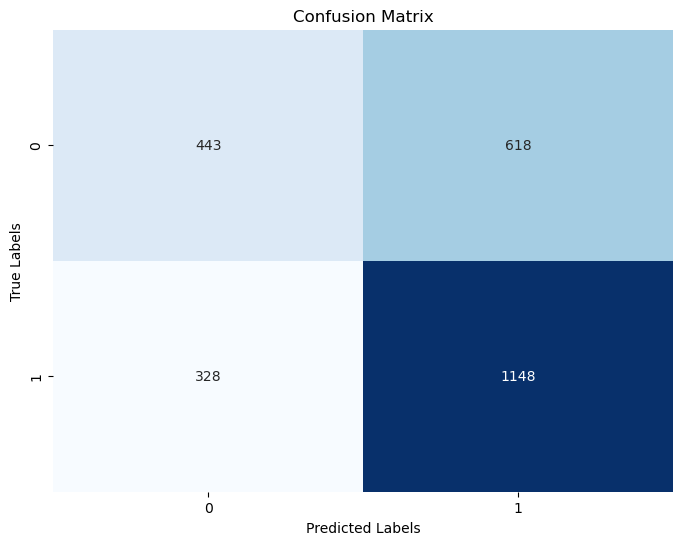 Confusion Matrix
True Labels
0
443
618
1
328
1148
0
1
Predicted Labels